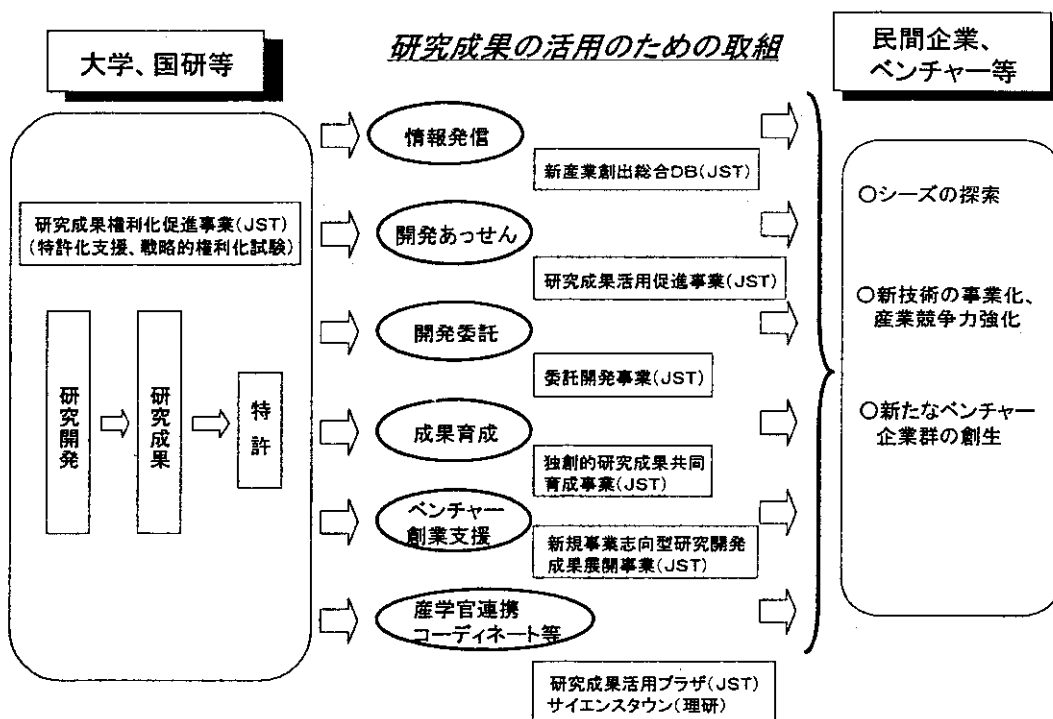 研究成果の活用のための取組
大学、国研等
研究成果権利化促進事業(JST)
(特許化支援、戦略的権利化試験)
研究開発
研究成果
特許
情報発信
新産業創出総合DB(JST)
開発あっせん
研究成果活用促進事業(JST)
開発委託
委託開発事業(JST)
成果育成
独創的研究成果共同
育成事業(JST)
ベンチャー
創業支援
新規事業志向型研究開発
成果展開事業(JST)
産学官連携
コーディネート等
研究成果活用プラザ(JST)
サイエンスタウン(理研)
民間企業、
ベンチャー等
○シーズの探索
○新技術の事業化、
産業競争力強化
○新たなベンチャー
企業群の創生